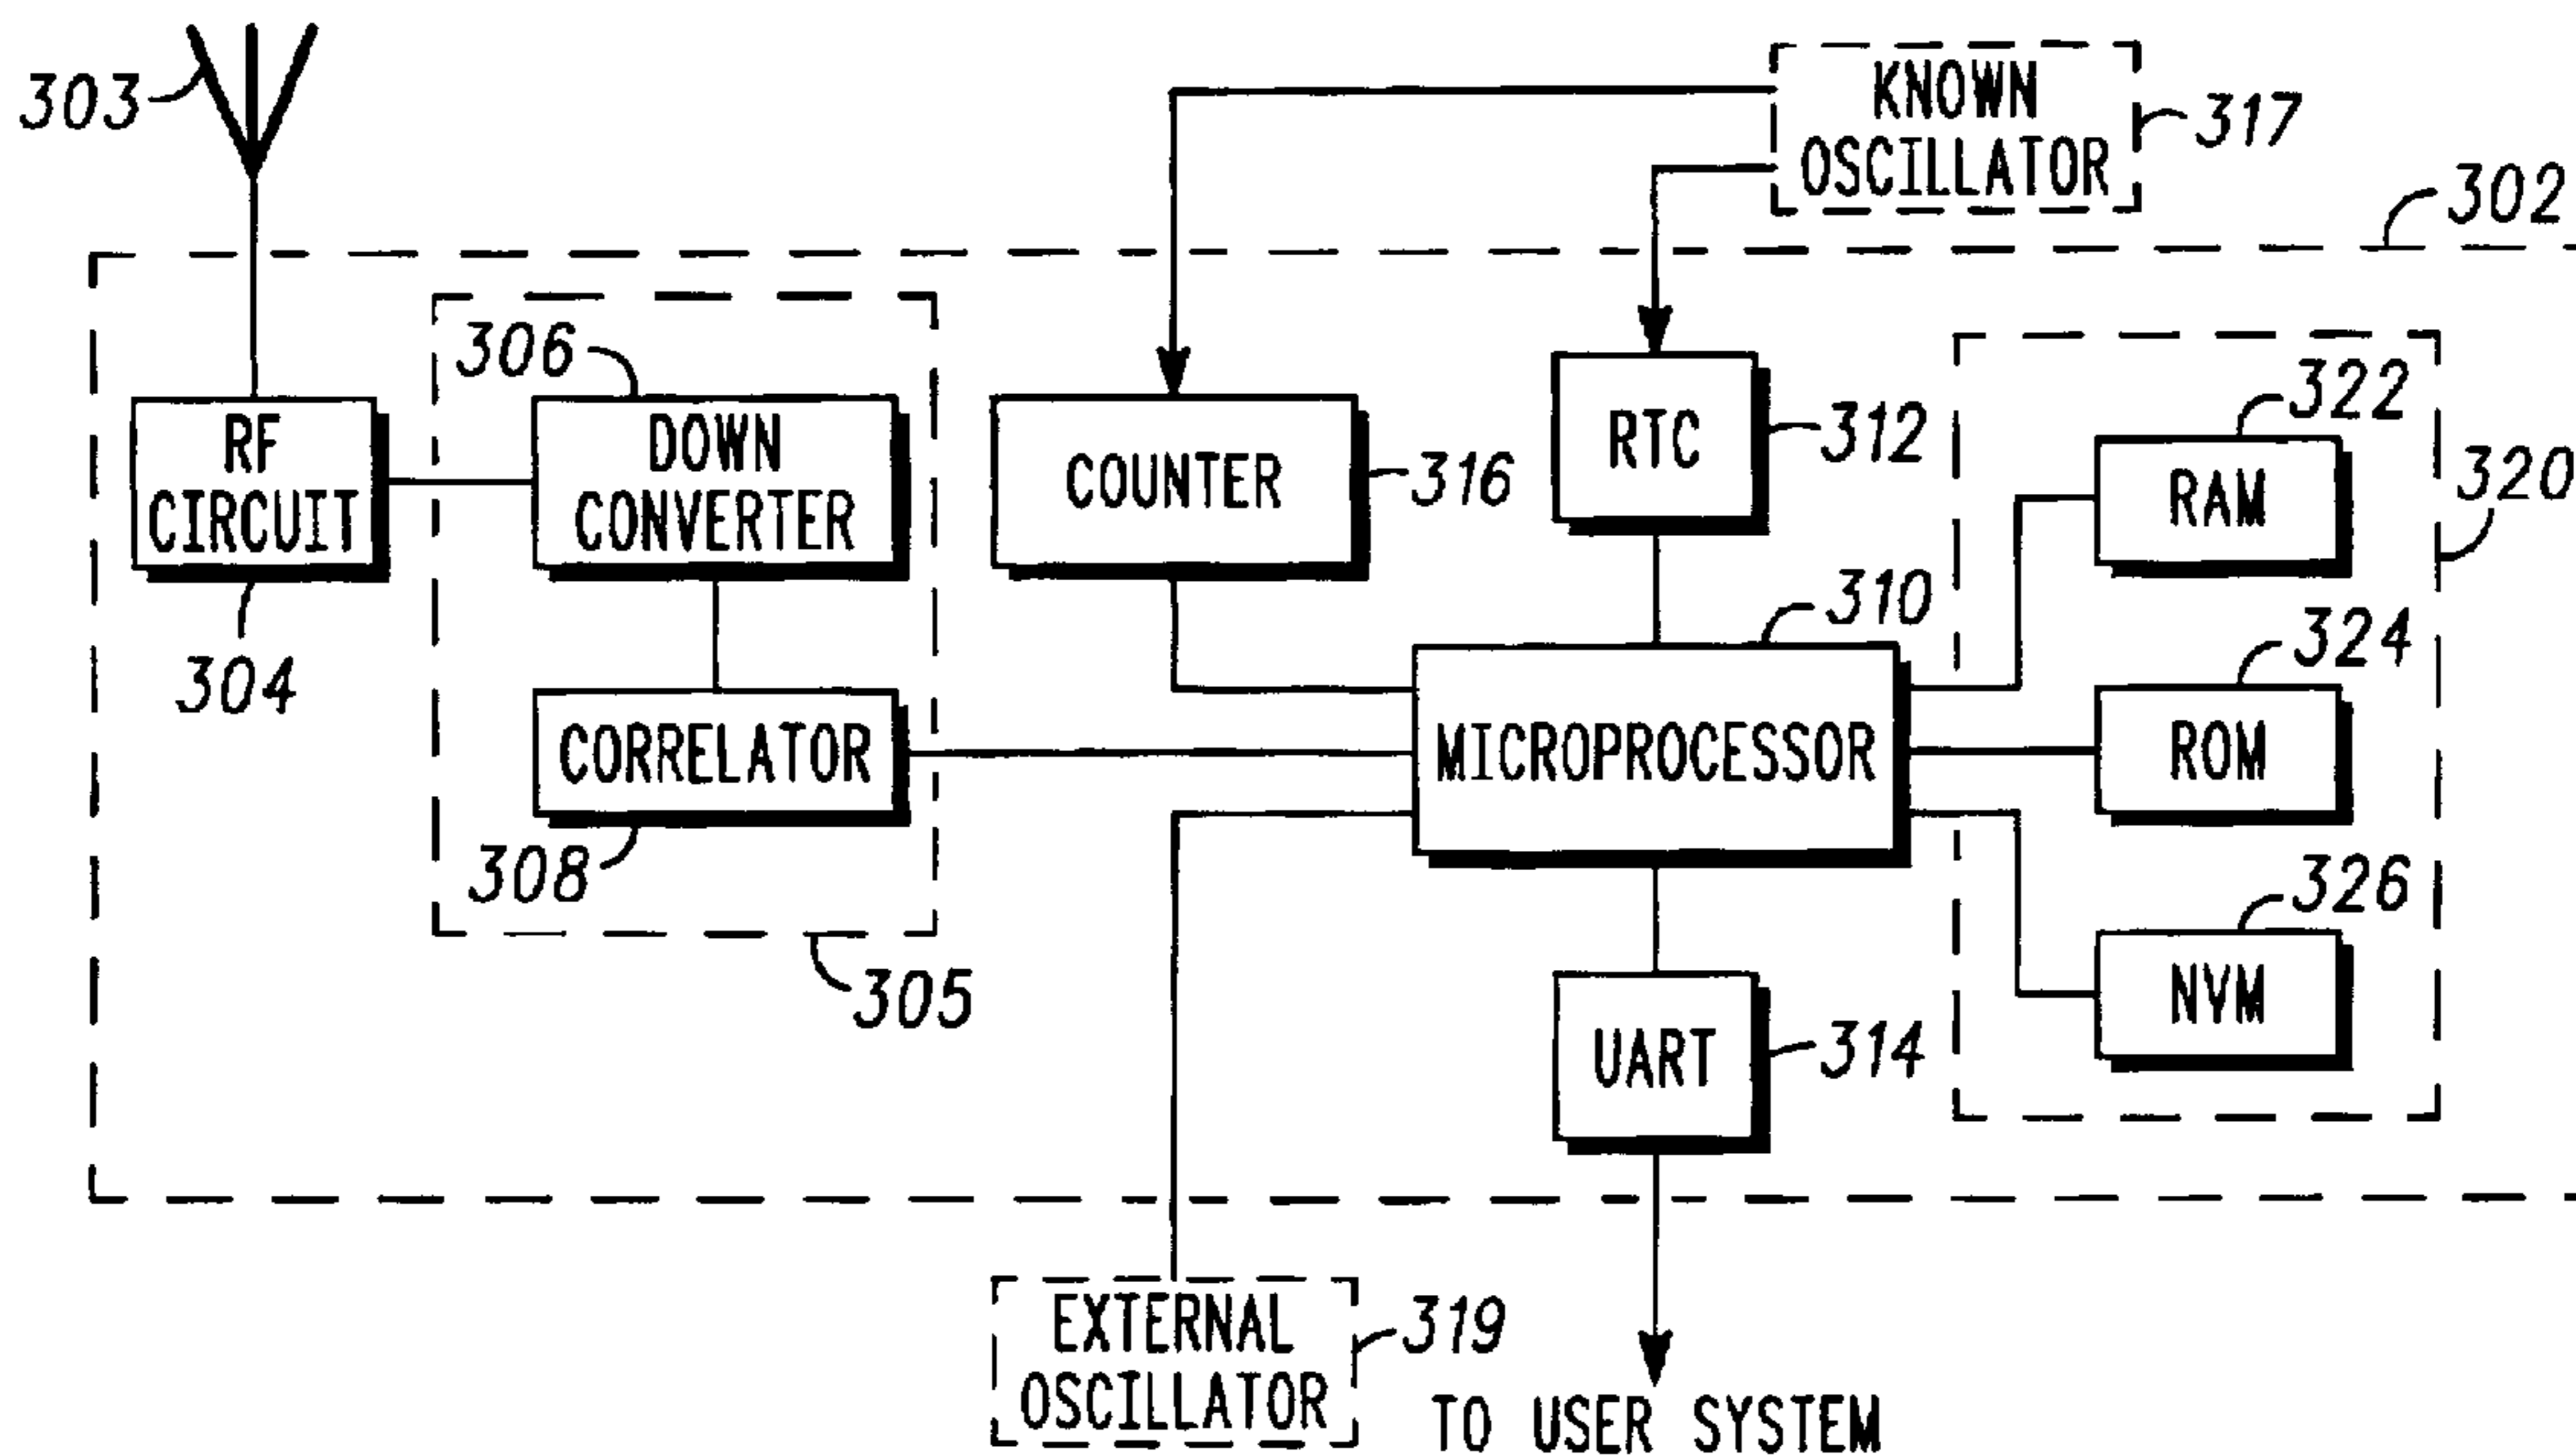 303
KNOWN
OSCILLATOR
317
302
306
322
RF
CIRCUIT
DOWN
CONVERTER
COUNTER
316
RTC
312
RAM
320
304
310
324
CORRELATOR
MICROPROCESSOR
ROM
308
326
305
UART
314
NVM
EXTERNAL
OSCILLATOR
319
TO USER SYSTEM